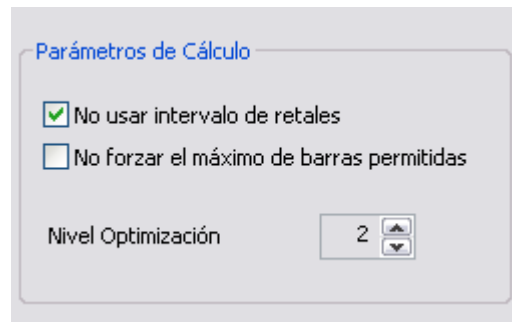 Parámetros de Cálculo
No usar intervalo de retales
No forzar el máximo de barras permitidas
Nivel Optimización 2